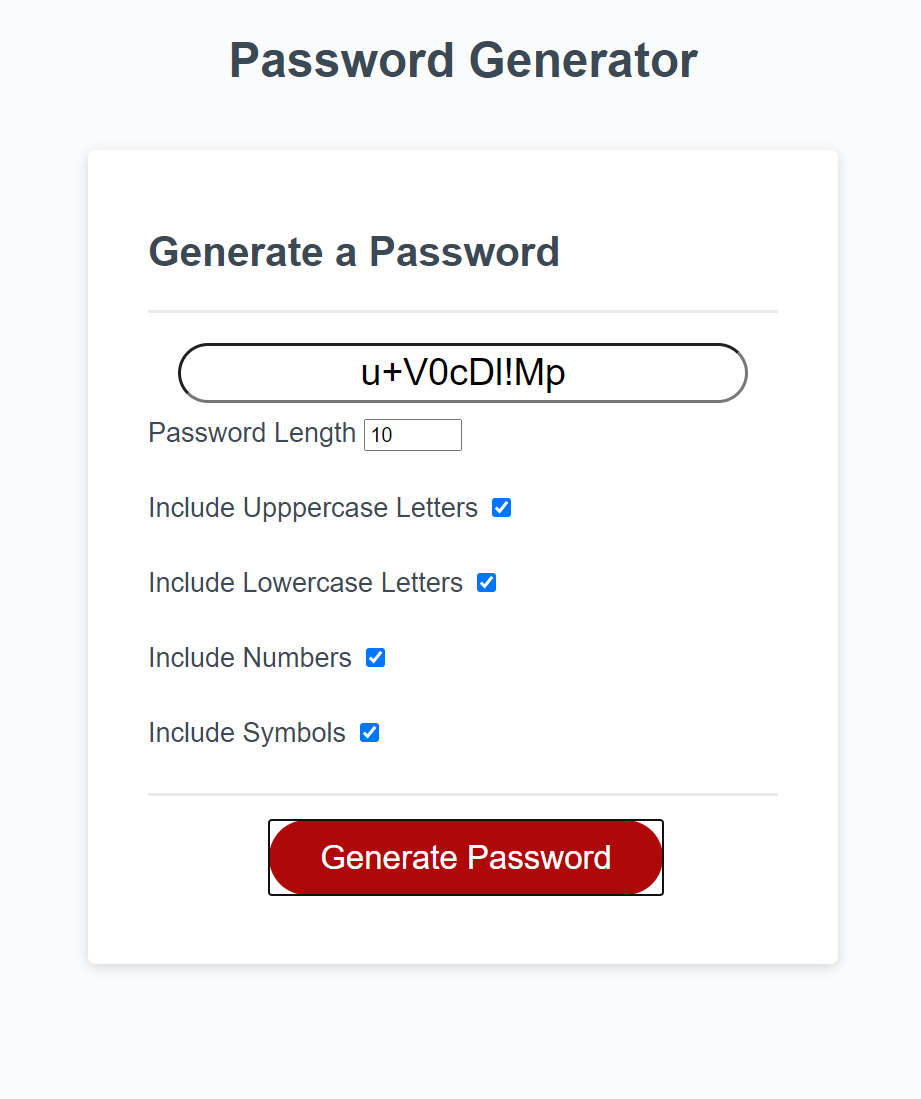 Password Generator
Generate a Password
u+V0cDl!Mp
Password Length 10
Include Upppercase Letters
Include Lowercase Letters
Include Numbers
Include Symbols
Generate Password